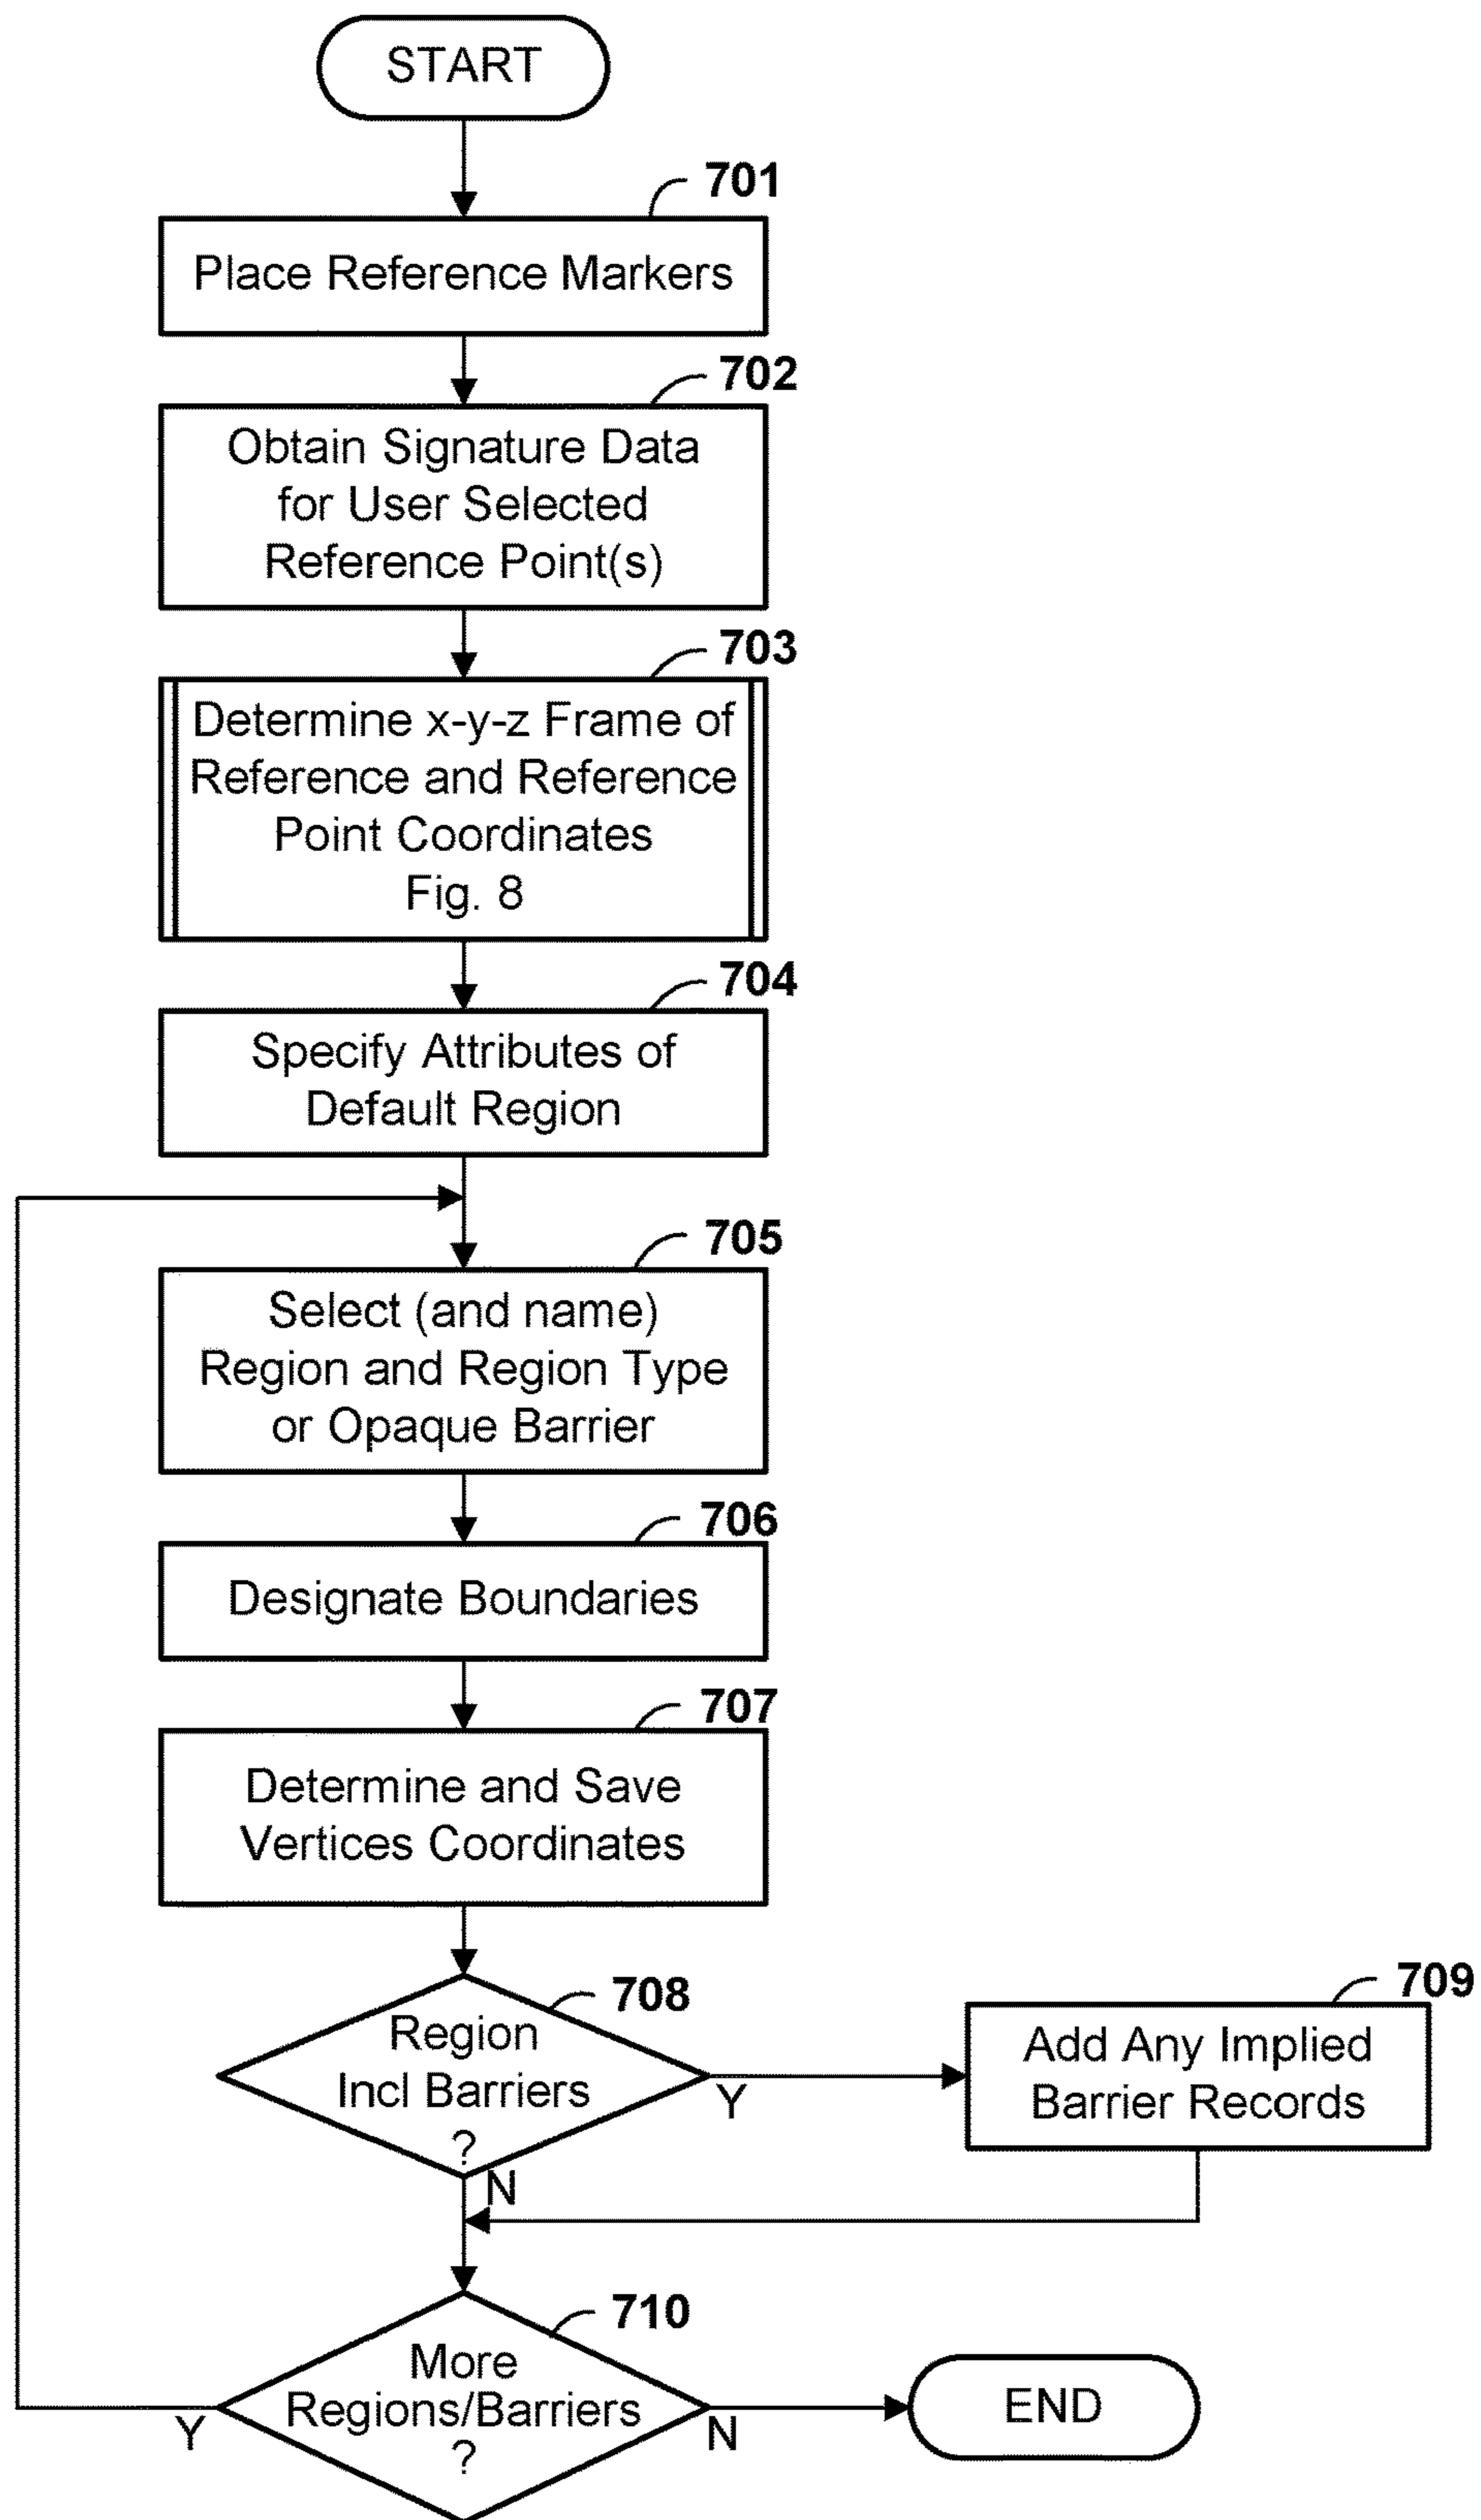 START
701
Place Reference Markers
702
Obtain Signature Data
for User Selected
Reference Point(s)
703
Determine x-y-z Frame of
Reference and Reference
Point Coordinates
Fig. 8
704
Specify Attributes of
Default Region
705
Select (and name)
Region and Region Type
or Opaque Barrier
706
Designate Boundaries
707
Determine and Save
Vertices Coordinates
708
Region
Incl Barriers
?
Y
N
709
Add Any Implied
Barrier Records
710
More
Regions/Barriers
?
Y
N
END